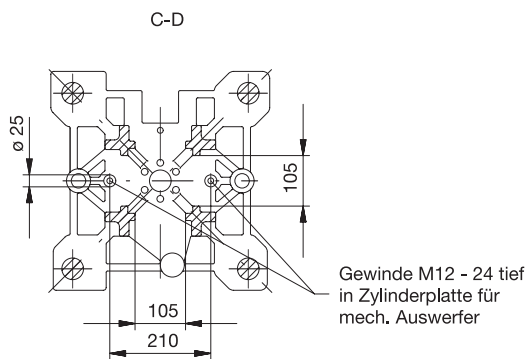 C-D
ø 25
105
Gewinde M12 - 24 tief
in Zylinderplatte für
mech. Auswerfer
105
210